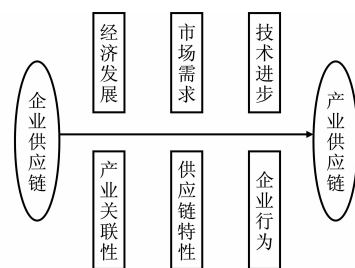 经济发展
市场需求
技术进步
企业供应链
产业供应链
产业关联性
供应链特性
企业行为